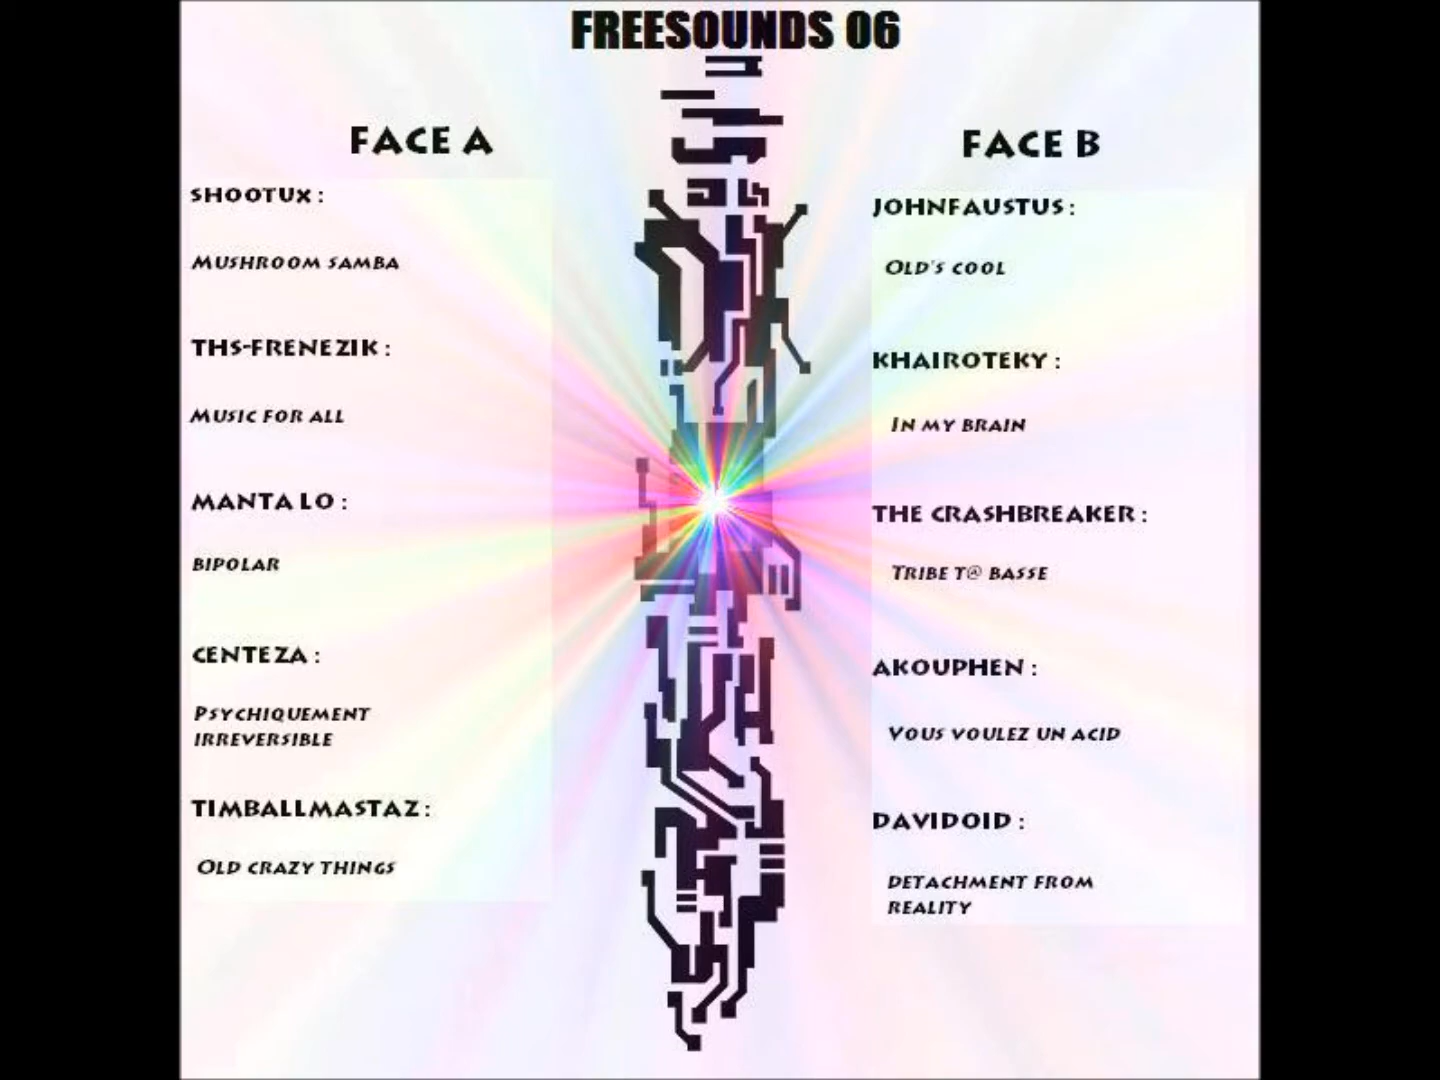 FREESOUNDS 06
FACE A
SHOOTUX :
MUSHROOM SAMBA
THS-FRENEZIK :
MUSIC FOR ALL
MANTA LO :
BIPOLAR
CENTEZA :
PSYCHIQUEMENT
IRREVERSIBLE
TIMBALLMASTAZ :
OLD CRAZY THINGS
FACE B
JOHNFAUSTUS :
OLD'S COOL
KHAIROTEKY :
IN MY BRAIN
THE CRASHBREAKER :
TRIBE T@ BASSE
AKOUPHEN :
VOUS VOULEZ UN ACID
DAVIDOID :
DETACHMENT FROM
REALITY